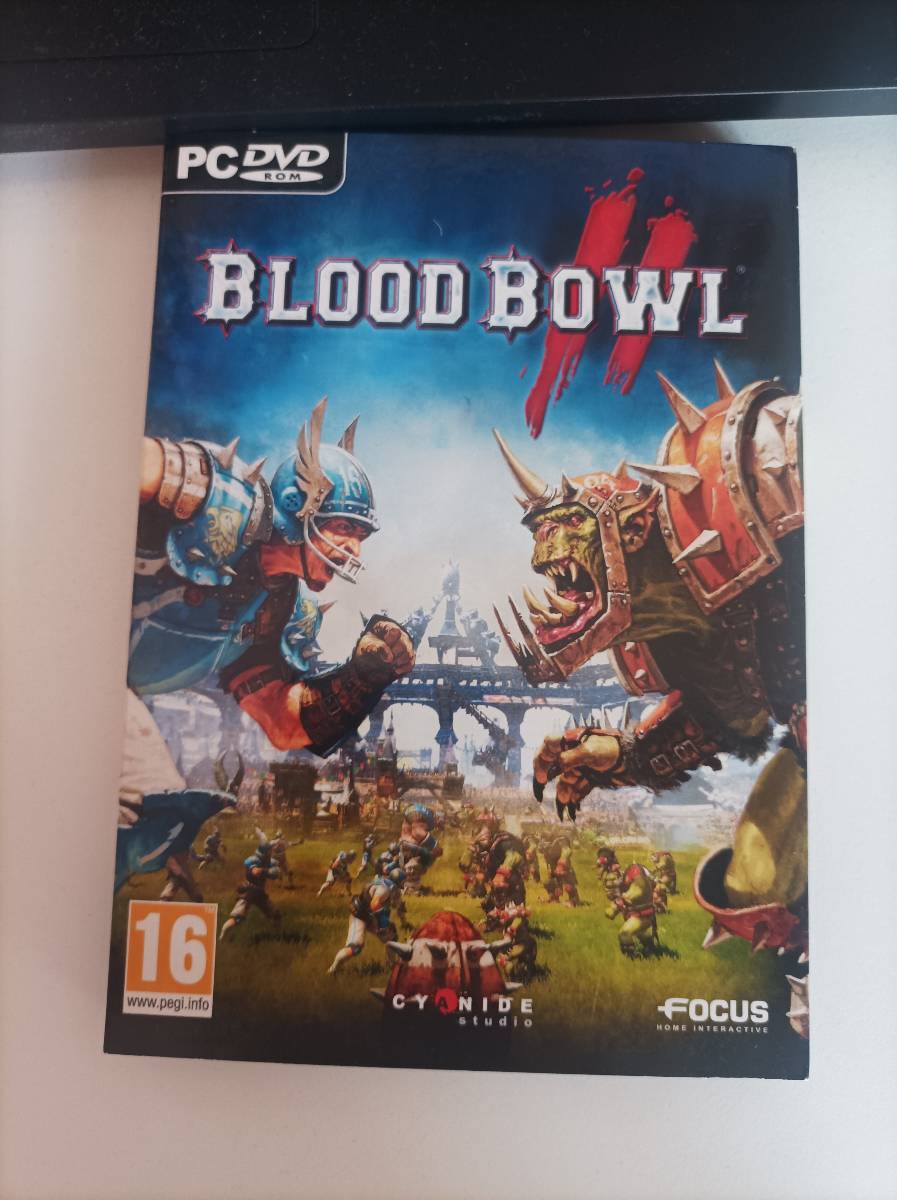 PC DVD
ROM
BLOOD BOWL II
®
16
www.pegi.info
CYANIDE
studio
FOCUS
HOME INTERACTIVE